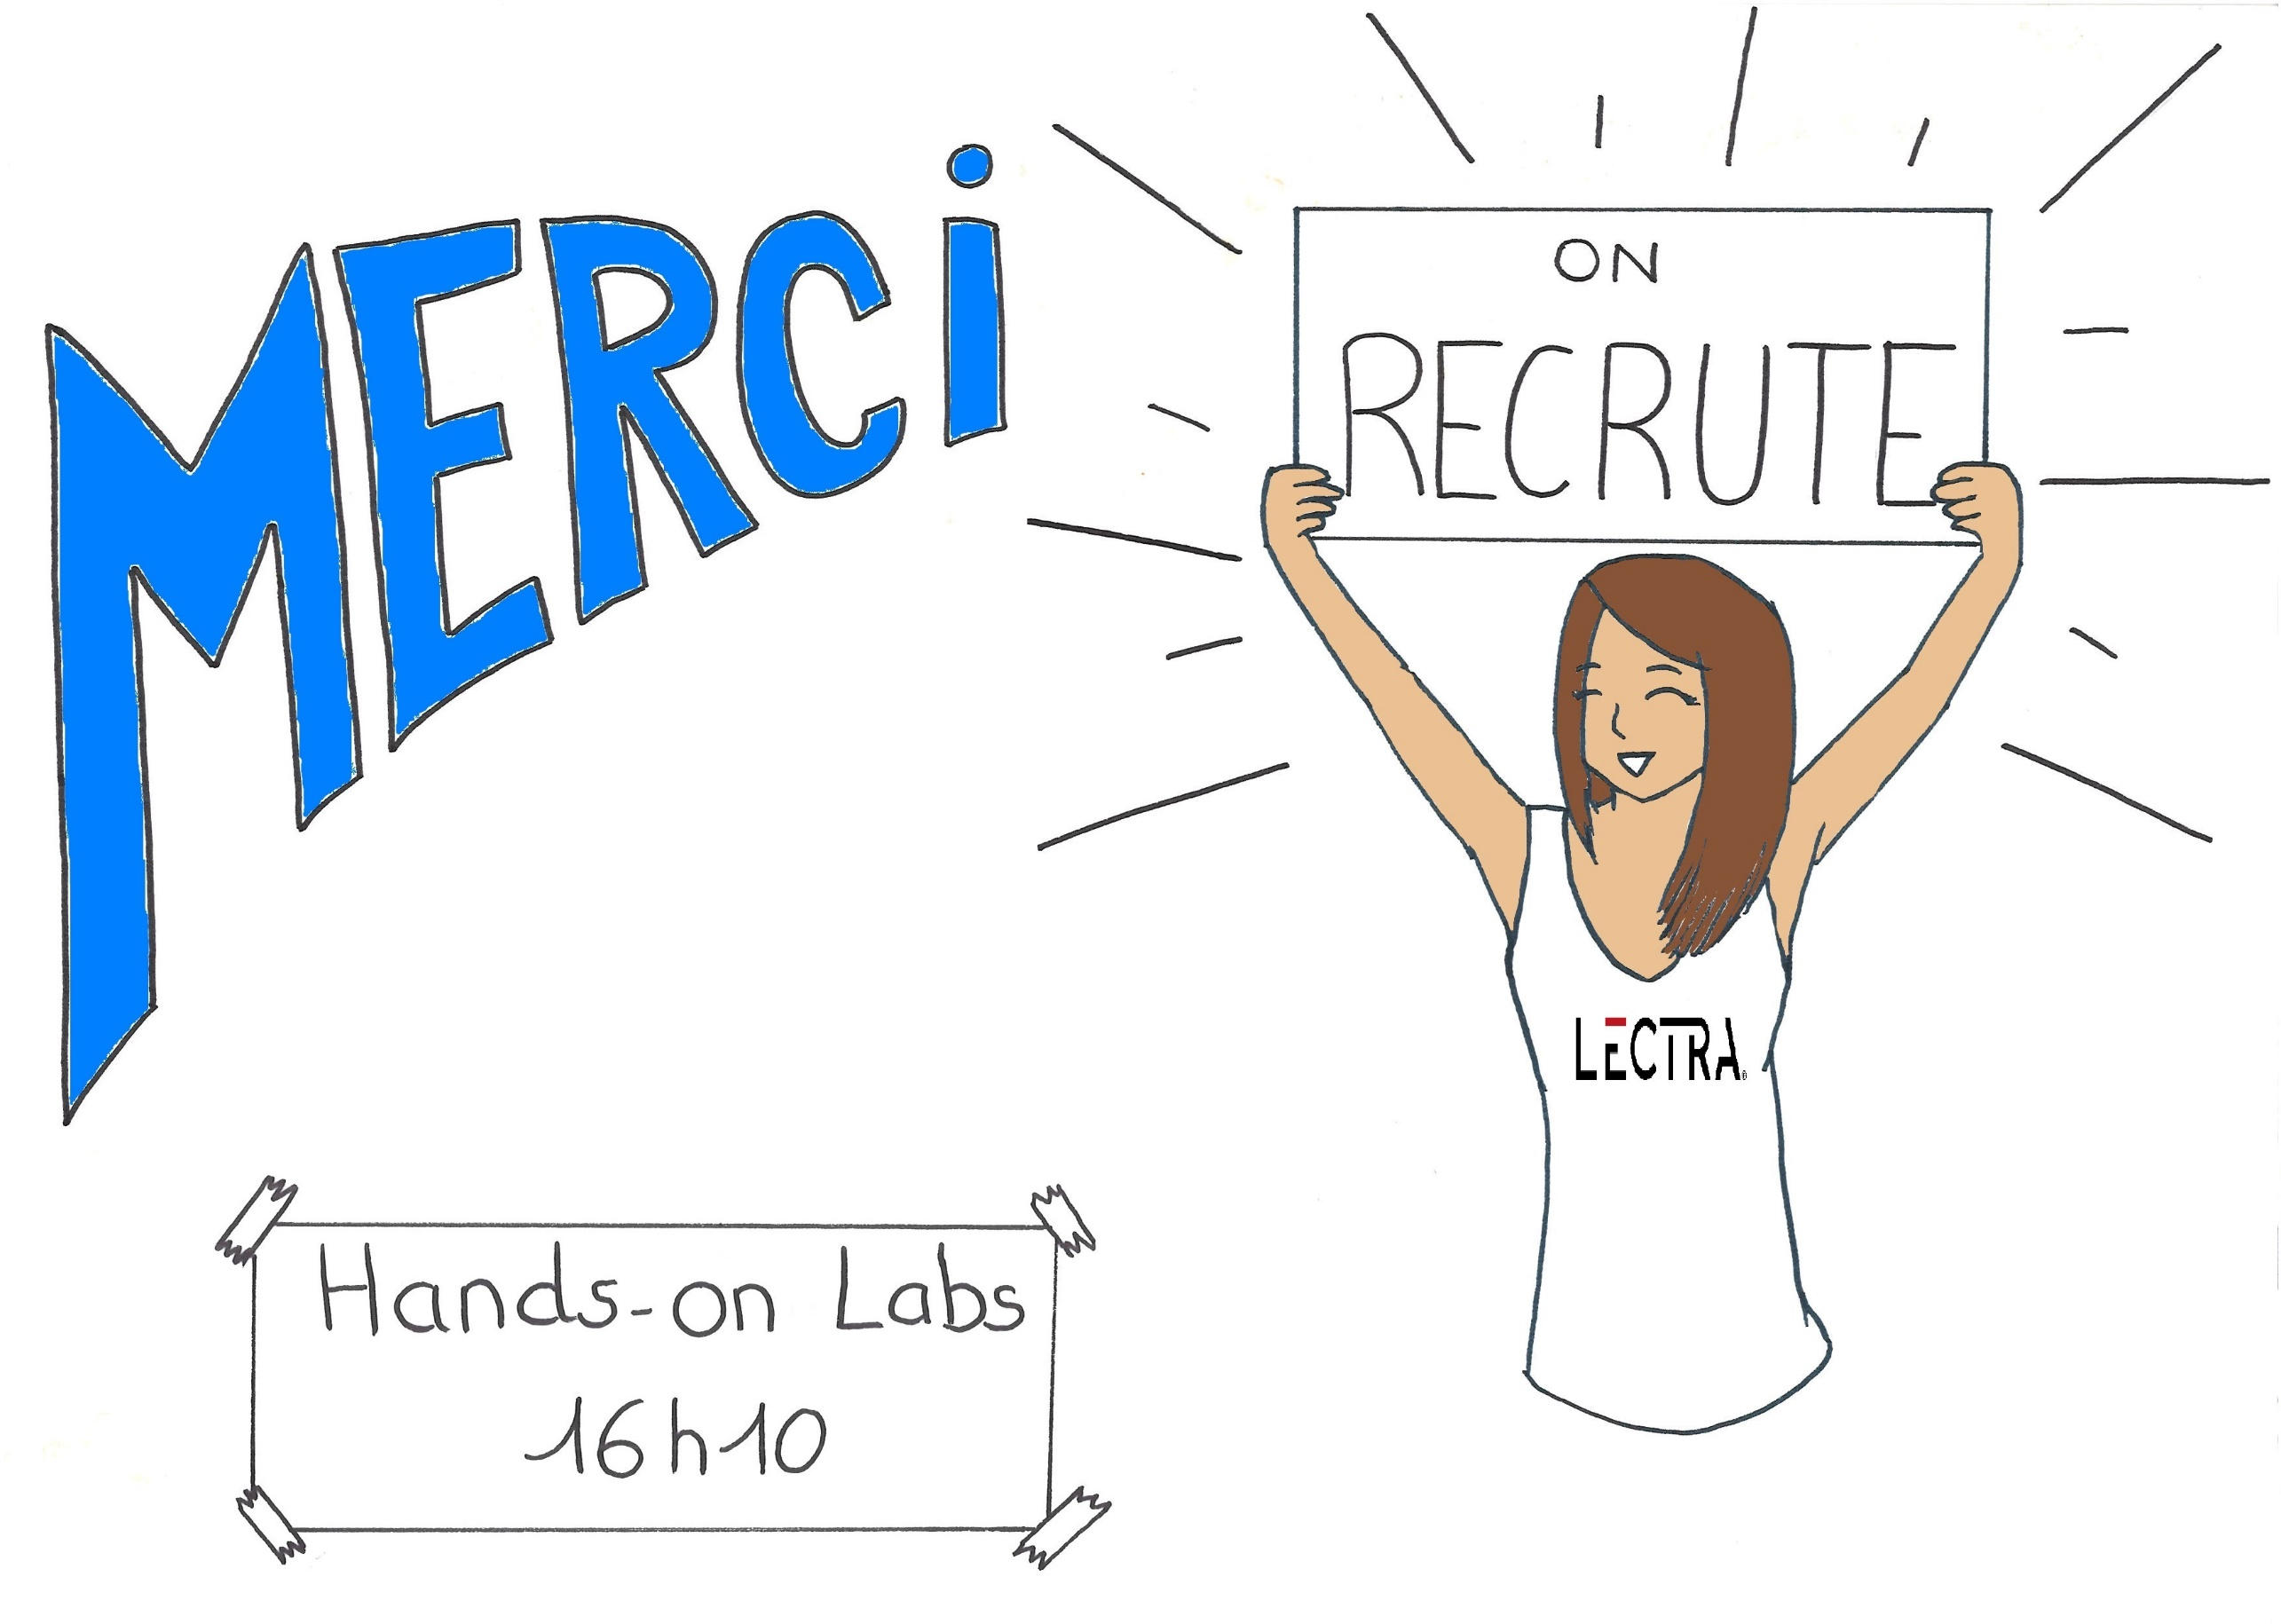 MERCi
ON
RECRUTE
LECTRA®
Hands-on Labs
16h10